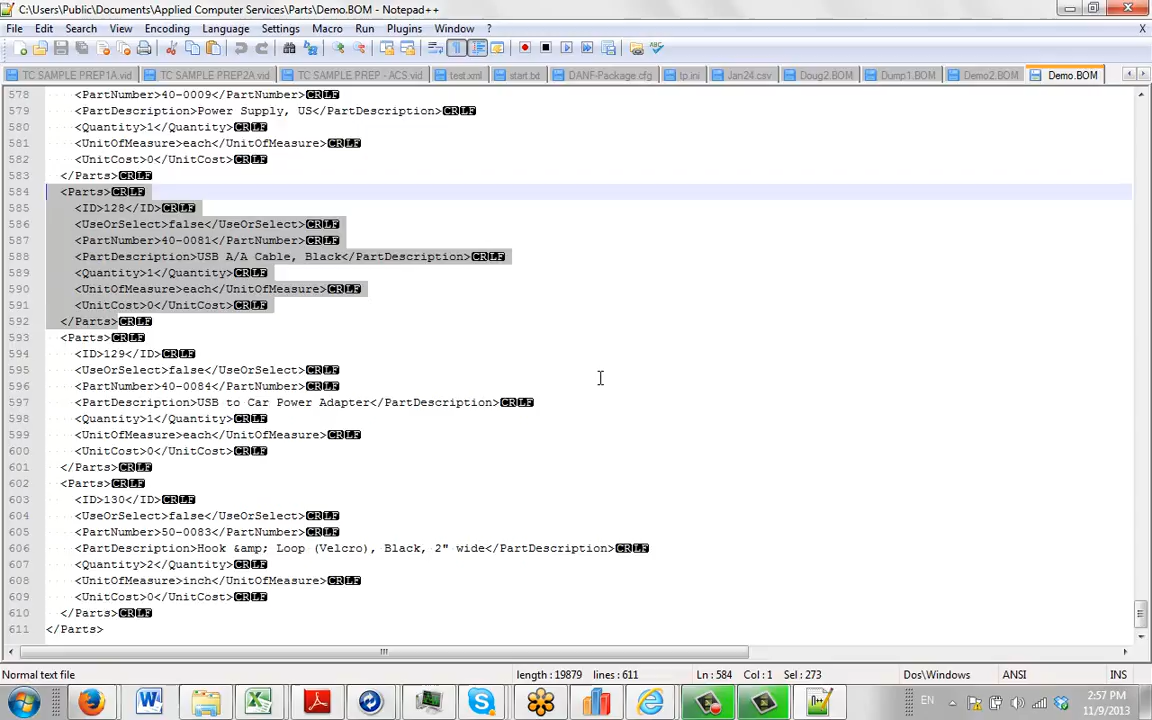 C:\Users\Public\Documents\Applied Computer Services\Parts\Demo.BOM - Notepad++
File Edit Search View Encoding Language Settings Macro Run Plugins Window ? X
TC SAMPLE PREP1A.vid TC SAMPLE PREP2A.vid TC SAMPLE PREP - ACS.vid test.xml start.txt DANF-Package.cfg tp.ini Jan24.csv Doug2.BOM Dump1.BOM Demo2.BOM Demo.BOM
578 <PartNumber>40-0009</PartNumber>CRLF
579 <PartDescription>Power Supply, US</PartDescription>CRLF
580 <Quantity>1</Quantity>CRLF
581 <UnitOfMeasure>each</UnitOfMeasure>CRLF
582 <UnitCost>0</UnitCost>CRLF
583 </Parts>CRLF
584 <Parts>CRLF
585 <ID>128</ID>CRLF
586 <UseOrSelect>false</UseOrSelect>CRLF
587 <PartNumber>40-0081</PartNumber>CRLF
588 <PartDescription>USB A/A Cable, Black</PartDescription>CRLF
589 <Quantity>1</Quantity>CRLF
590 <UnitOfMeasure>each</UnitOfMeasure>CRLF
591 <UnitCost>0</UnitCost>CRLF
592 </Parts>CRLF
593 <Parts>CRLF
594 <ID>129</ID>CRLF
595 <UseOrSelect>false</UseOrSelect>CRLF
596 <PartNumber>40-0084</PartNumber>CRLF
597 <PartDescription>USB to Car Power Adapter</PartDescription>CRLF
598 <Quantity>1</Quantity>CRLF
599 <UnitOfMeasure>each</UnitOfMeasure>CRLF
600 <UnitCost>0</UnitCost>CRLF
601 </Parts>CRLF
602 <Parts>CRLF
603 <ID>130</ID>CRLF
604 <UseOrSelect>false</UseOrSelect>CRLF
605 <PartNumber>50-0083</PartNumber>CRLF
606 <PartDescription>Hook &amp; Loop (Velcro), Black, 2" wide</PartDescription>CRLF
607 <Quantity>2</Quantity>CRLF
608 <UnitOfMeasure>inch</UnitOfMeasure>CRLF
609 <UnitCost>0</UnitCost>CRLF
610 </Parts>CRLF
611 </Parts>
Normal text file length : 19879 lines : 611 Ln : 584 Col : 1 Sel : 273 Dos\Windows ANSI INS
EN 2:57 PM
11/9/2013